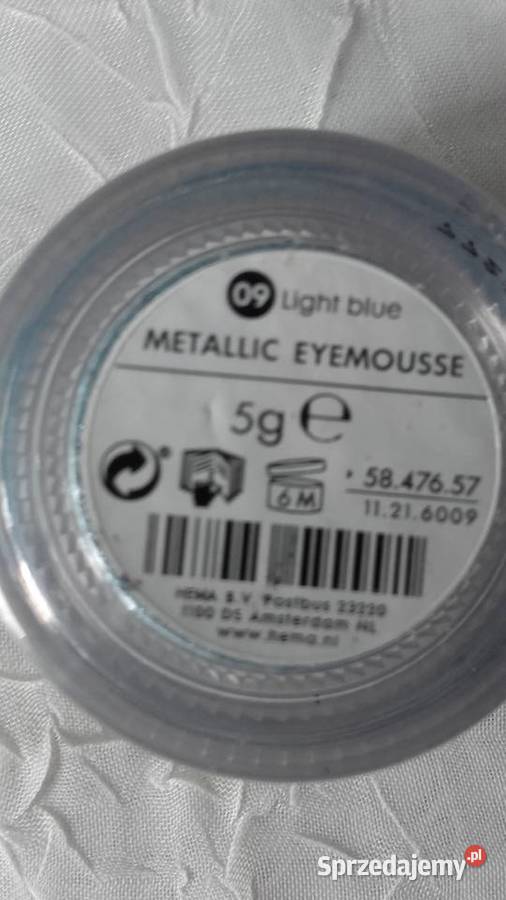 09 Light blue
METALLIC EYEMOUSSE
5g ℮
6 M
58.476.57
11.21.6009
HEMA B.V. Postbus 23220
1100 DS Amsterdam NL
www.hema.nl
Sprzedajemy.pl